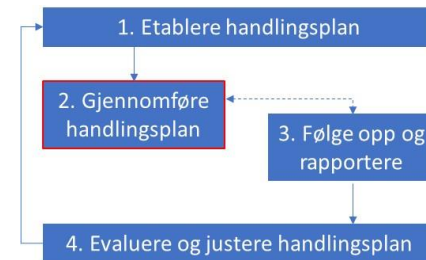 1. Etablere handlingsplan
2. Gjennomføre
handlingsplan
3. Følge opp og
rapportere
4. Evaluere og justere handlingsplan